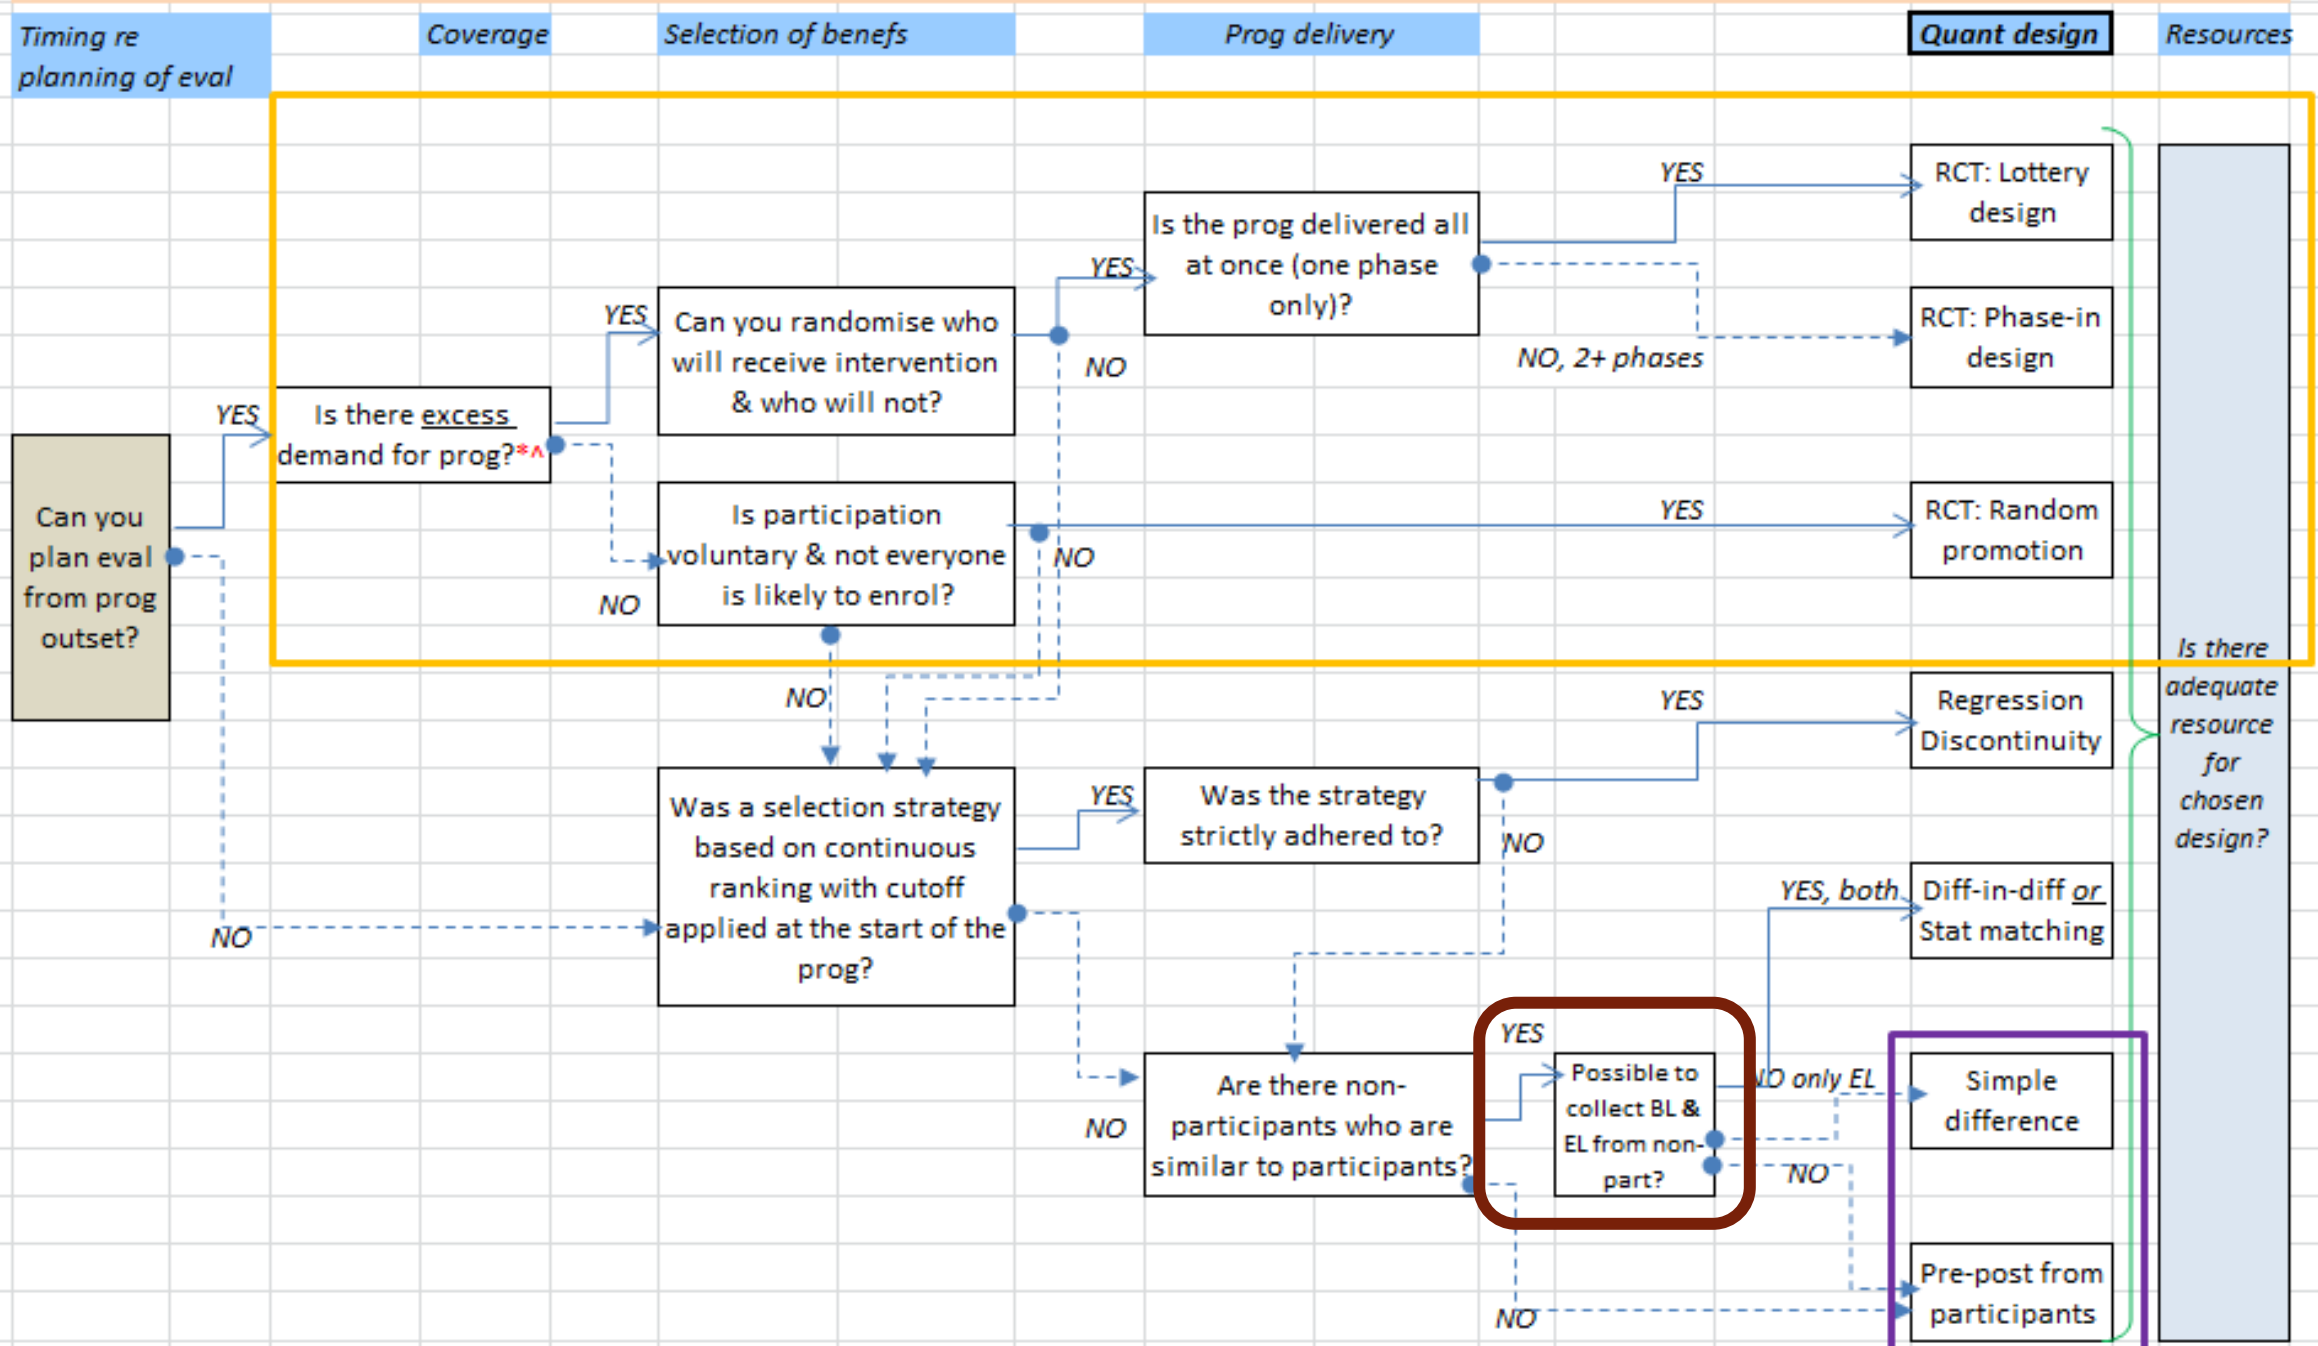 Timing re
planning of eval
Coverage
Selection of benefs
Prog delivery
Quant design
Resources
YES
RCT: Lottery
design
Is the prog delivered all
at once (one phase
only)?
YES
YES
Can you randomise who
will receive intervention
& who will not?
NO
NO, 2+ phases
RCT: Phase-in
design
YES
Is there excess
demand for prog?*^
Can you
plan eval
from prog
outset?
NO
Is participation
voluntary & not everyone
is likely to enrol?
NO
YES
RCT: Random
promotion
Is there
adequate
resource
for
chosen
design?
NO
YES
Regression
Discontinuity
NO
Was a selection strategy
based on continuous
ranking with cutoff
applied at the start of the
prog?
YES
Was the strategy
strictly adhered to?
NO
YES, both
Diff-in-diff or
Stat matching
NO
Are there non-
participants who are
similar to participants?
YES
Possible to
collect BL &
EL from non-
part?
NO only EL
Simple
difference
NO
NO
Pre-post from
participants